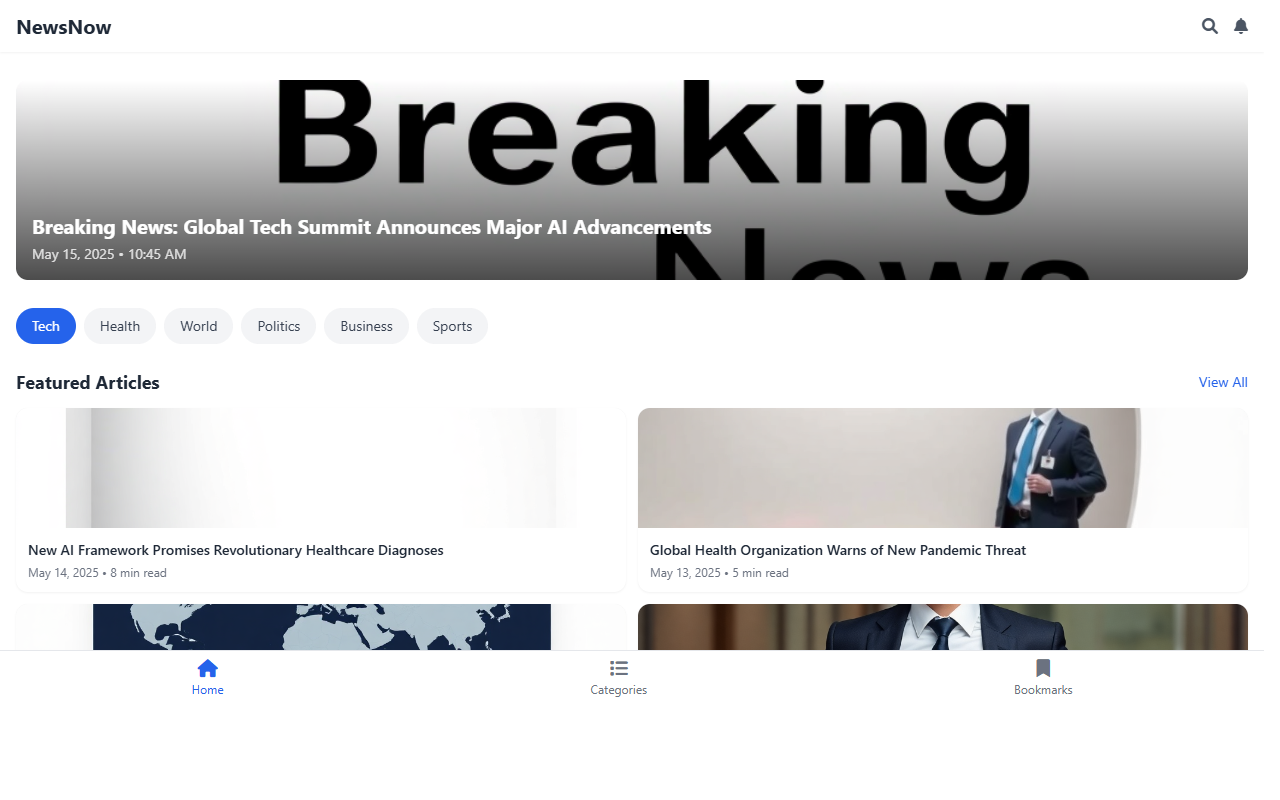 NewsNow
Breaking
News
Breaking News: Global Tech Summit Announces Major AI Advancements
May 15, 2025 • 10:45 AM
Tech
Health
World
Politics
Business
Sports
Featured Articles
View All
New AI Framework Promises Revolutionary Healthcare Diagnoses
May 14, 2025 • 8 min read
Global Health Organization Warns of New Pandemic Threat
May 13, 2025 • 5 min read
Home
Categories
Bookmarks